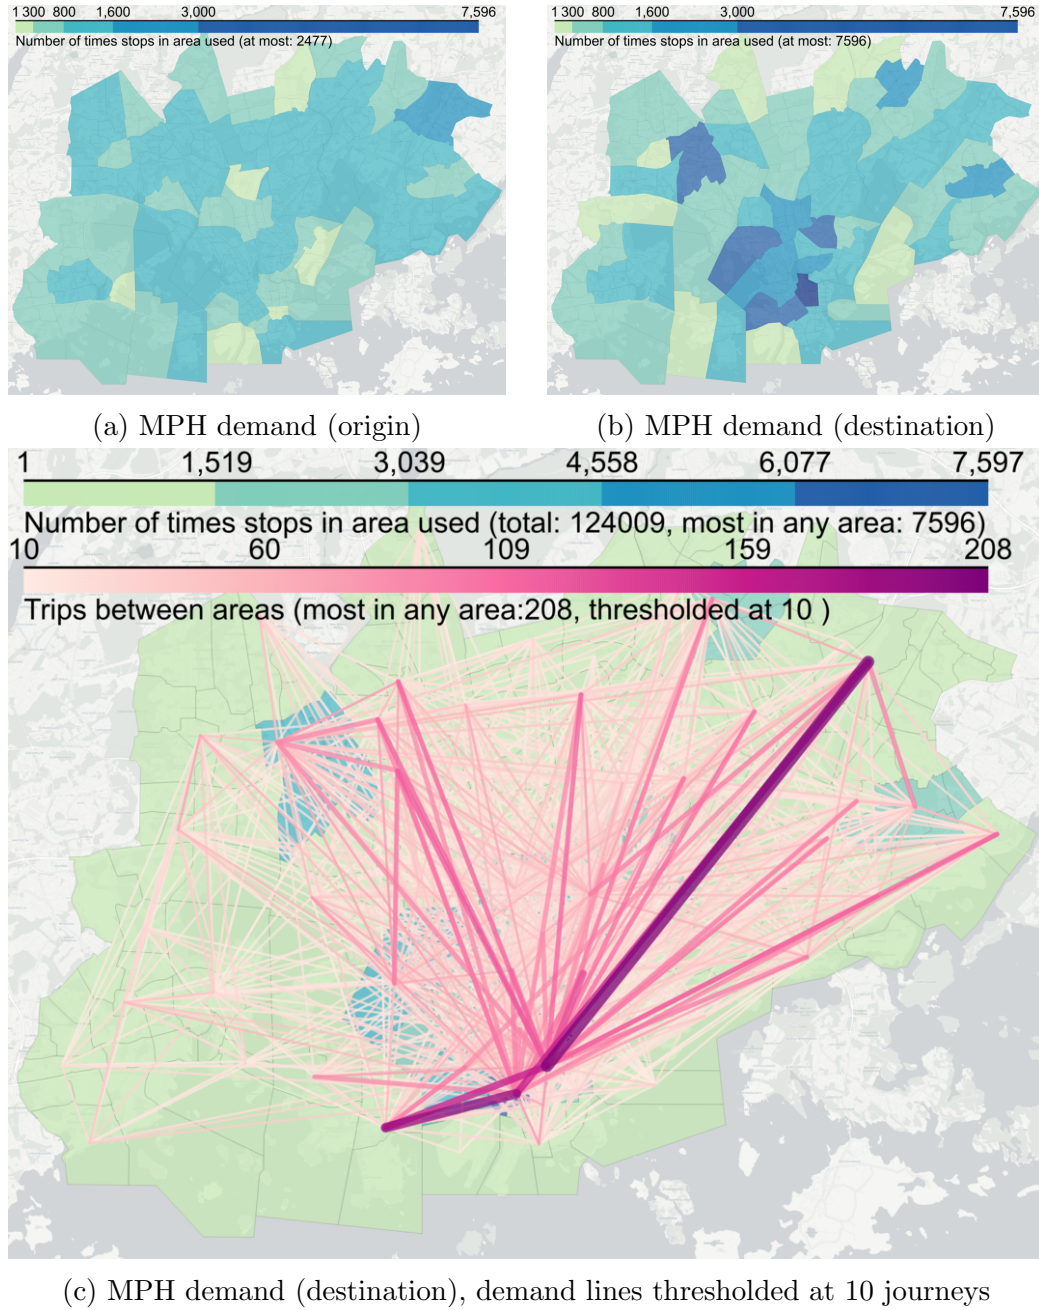 1 300 800 1,600 3,000 7,596
Number of times stops in area used (at most: 2477)
1 300 800 1,600 3,000 7,596
Number of times stops in area used (at most: 7596)
(a) MPH demand (origin)
(b) MPH demand (destination)
1 1,519 3,039 4,558 6,077 7,597
Number of times stops in area used (total: 124009, most in any area: 7596)
10 60 109 159 208
Trips between areas (most in any area:208, thresholded at 10 )
(c) MPH demand (destination), demand lines thresholded at 10 journeys